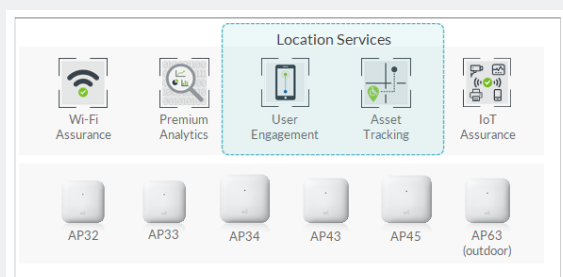 Location Services
Wi-Fi
Assurance
Premium
Analytics
User
Engagement
Asset
Tracking
IoT
Assurance
AP32
AP33
AP34
AP43
AP45
AP63
(outdoor)